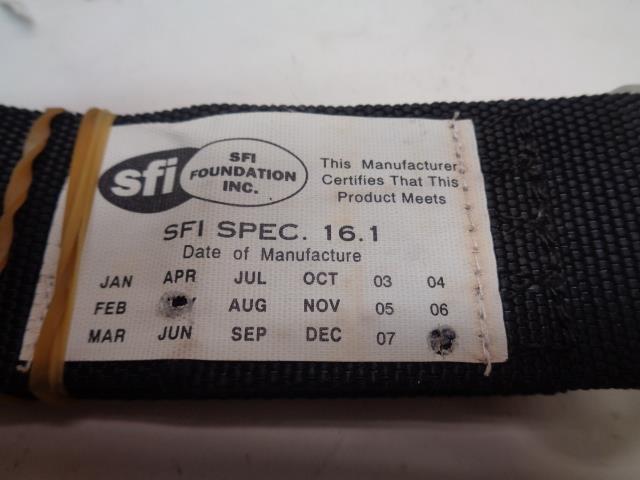 sfi
SFI
FOUNDATION
INC.
This Manufacturer
Certifies That This
Product Meets
SFI SPEC. 16.1
Date of Manufacture
JAN APR JUL OCT 03 04
FEB AUG NOV 05 06
MAR JUN SEP DEC 07